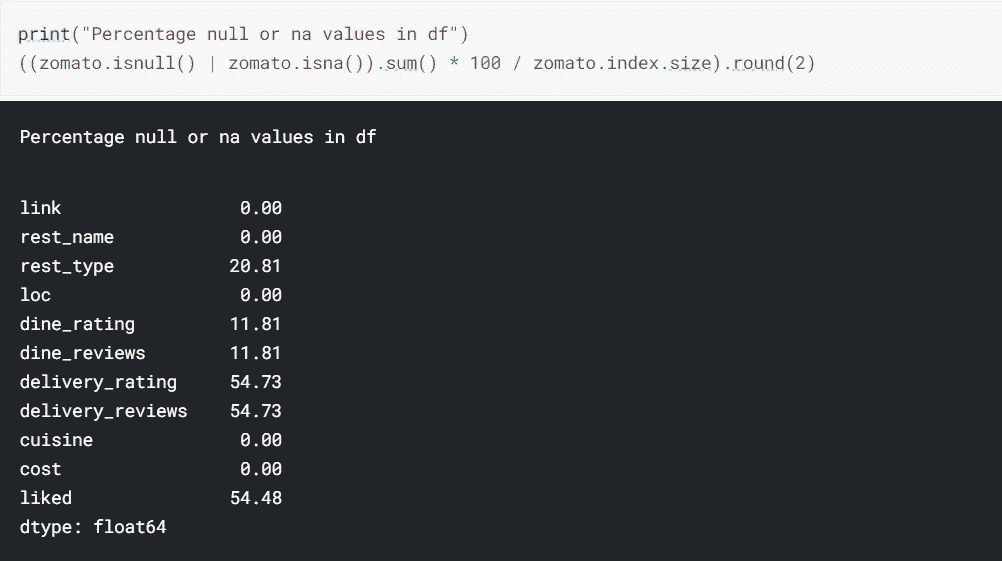 print("Percentage null or na values in df")
((zomato.isnull() | zomato.isna()).sum() * 100 / zomato.index.size).round(2)
Percentage null or na values in df
link 0.00
rest_name 0.00
rest_type 20.81
loc 0.00
dine_rating 11.81
dine_reviews 11.81
delivery_rating 54.73
delivery_reviews 54.73
cuisine 0.00
cost 0.00
liked 54.48
dtype: float64